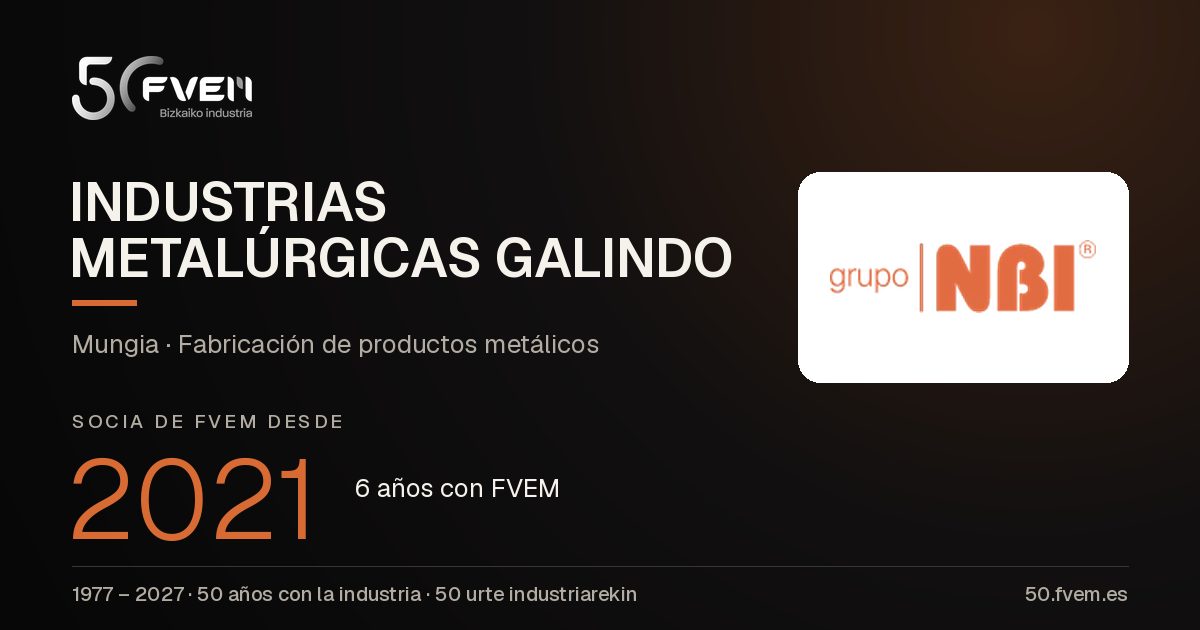 50 FVEM
Bizkaiko industria
INDUSTRIAS
METALÚRGICAS GALINDO
grupo NBI ®
Mungia · Fabricación de productos metálicos
SOCIA DE FVEM DESDE
2021
6 años con FVEM
1977 – 2027 · 50 años con la industria · 50 urte industriarekin
50.fvem.es